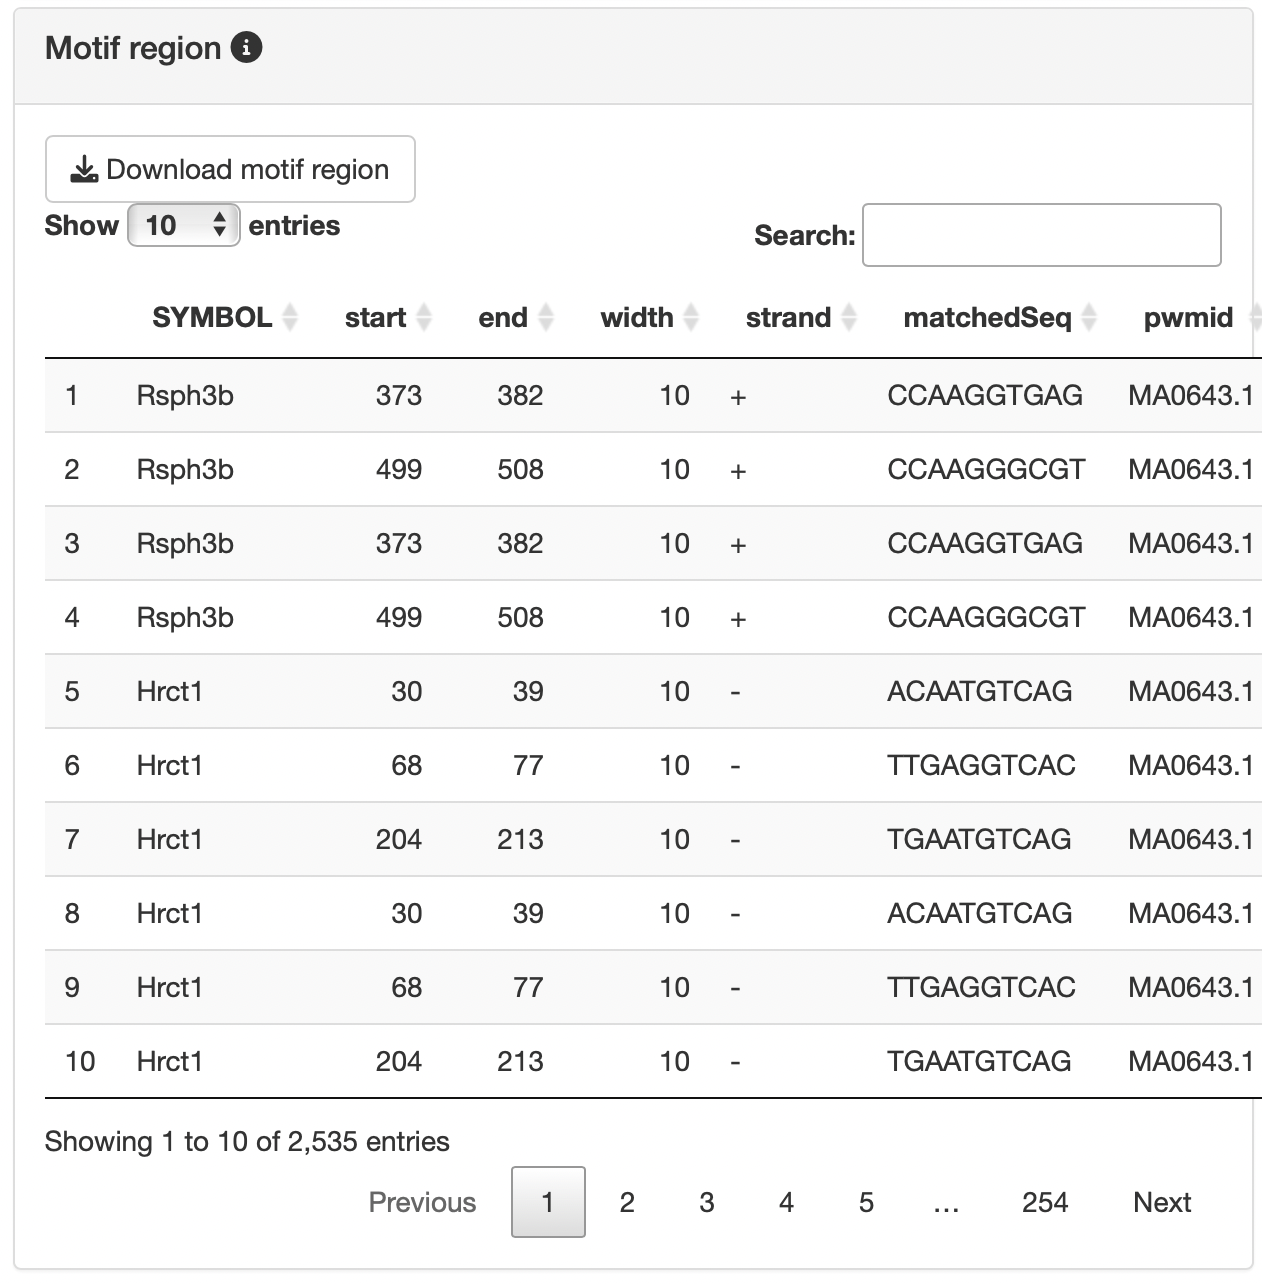 Motif region
Download motif region
Show 10 entries
Search:
SYMBOL start end width strand matchedSeq pwmid
1 Rsph3b 373 382 10 + CCAAGGTGAG MA0643.1
2 Rsph3b 499 508 10 + CCAAGGGCGT MA0643.1
3 Rsph3b 373 382 10 + CCAAGGTGAG MA0643.1
4 Rsph3b 499 508 10 + CCAAGGGCGT MA0643.1
5 Hrct1 30 39 10 - ACAATGTCAG MA0643.1
6 Hrct1 68 77 10 - TTGAGGTCAC MA0643.1
7 Hrct1 204 213 10 - TGAATGTCAG MA0643.1
8 Hrct1 30 39 10 - ACAATGTCAG MA0643.1
9 Hrct1 68 77 10 - TTGAGGTCAC MA0643.1
10 Hrct1 204 213 10 - TGAATGTCAG MA0643.1
Showing 1 to 10 of 2,535 entries
Previous 1 2 3 4 5 ... 254 Next